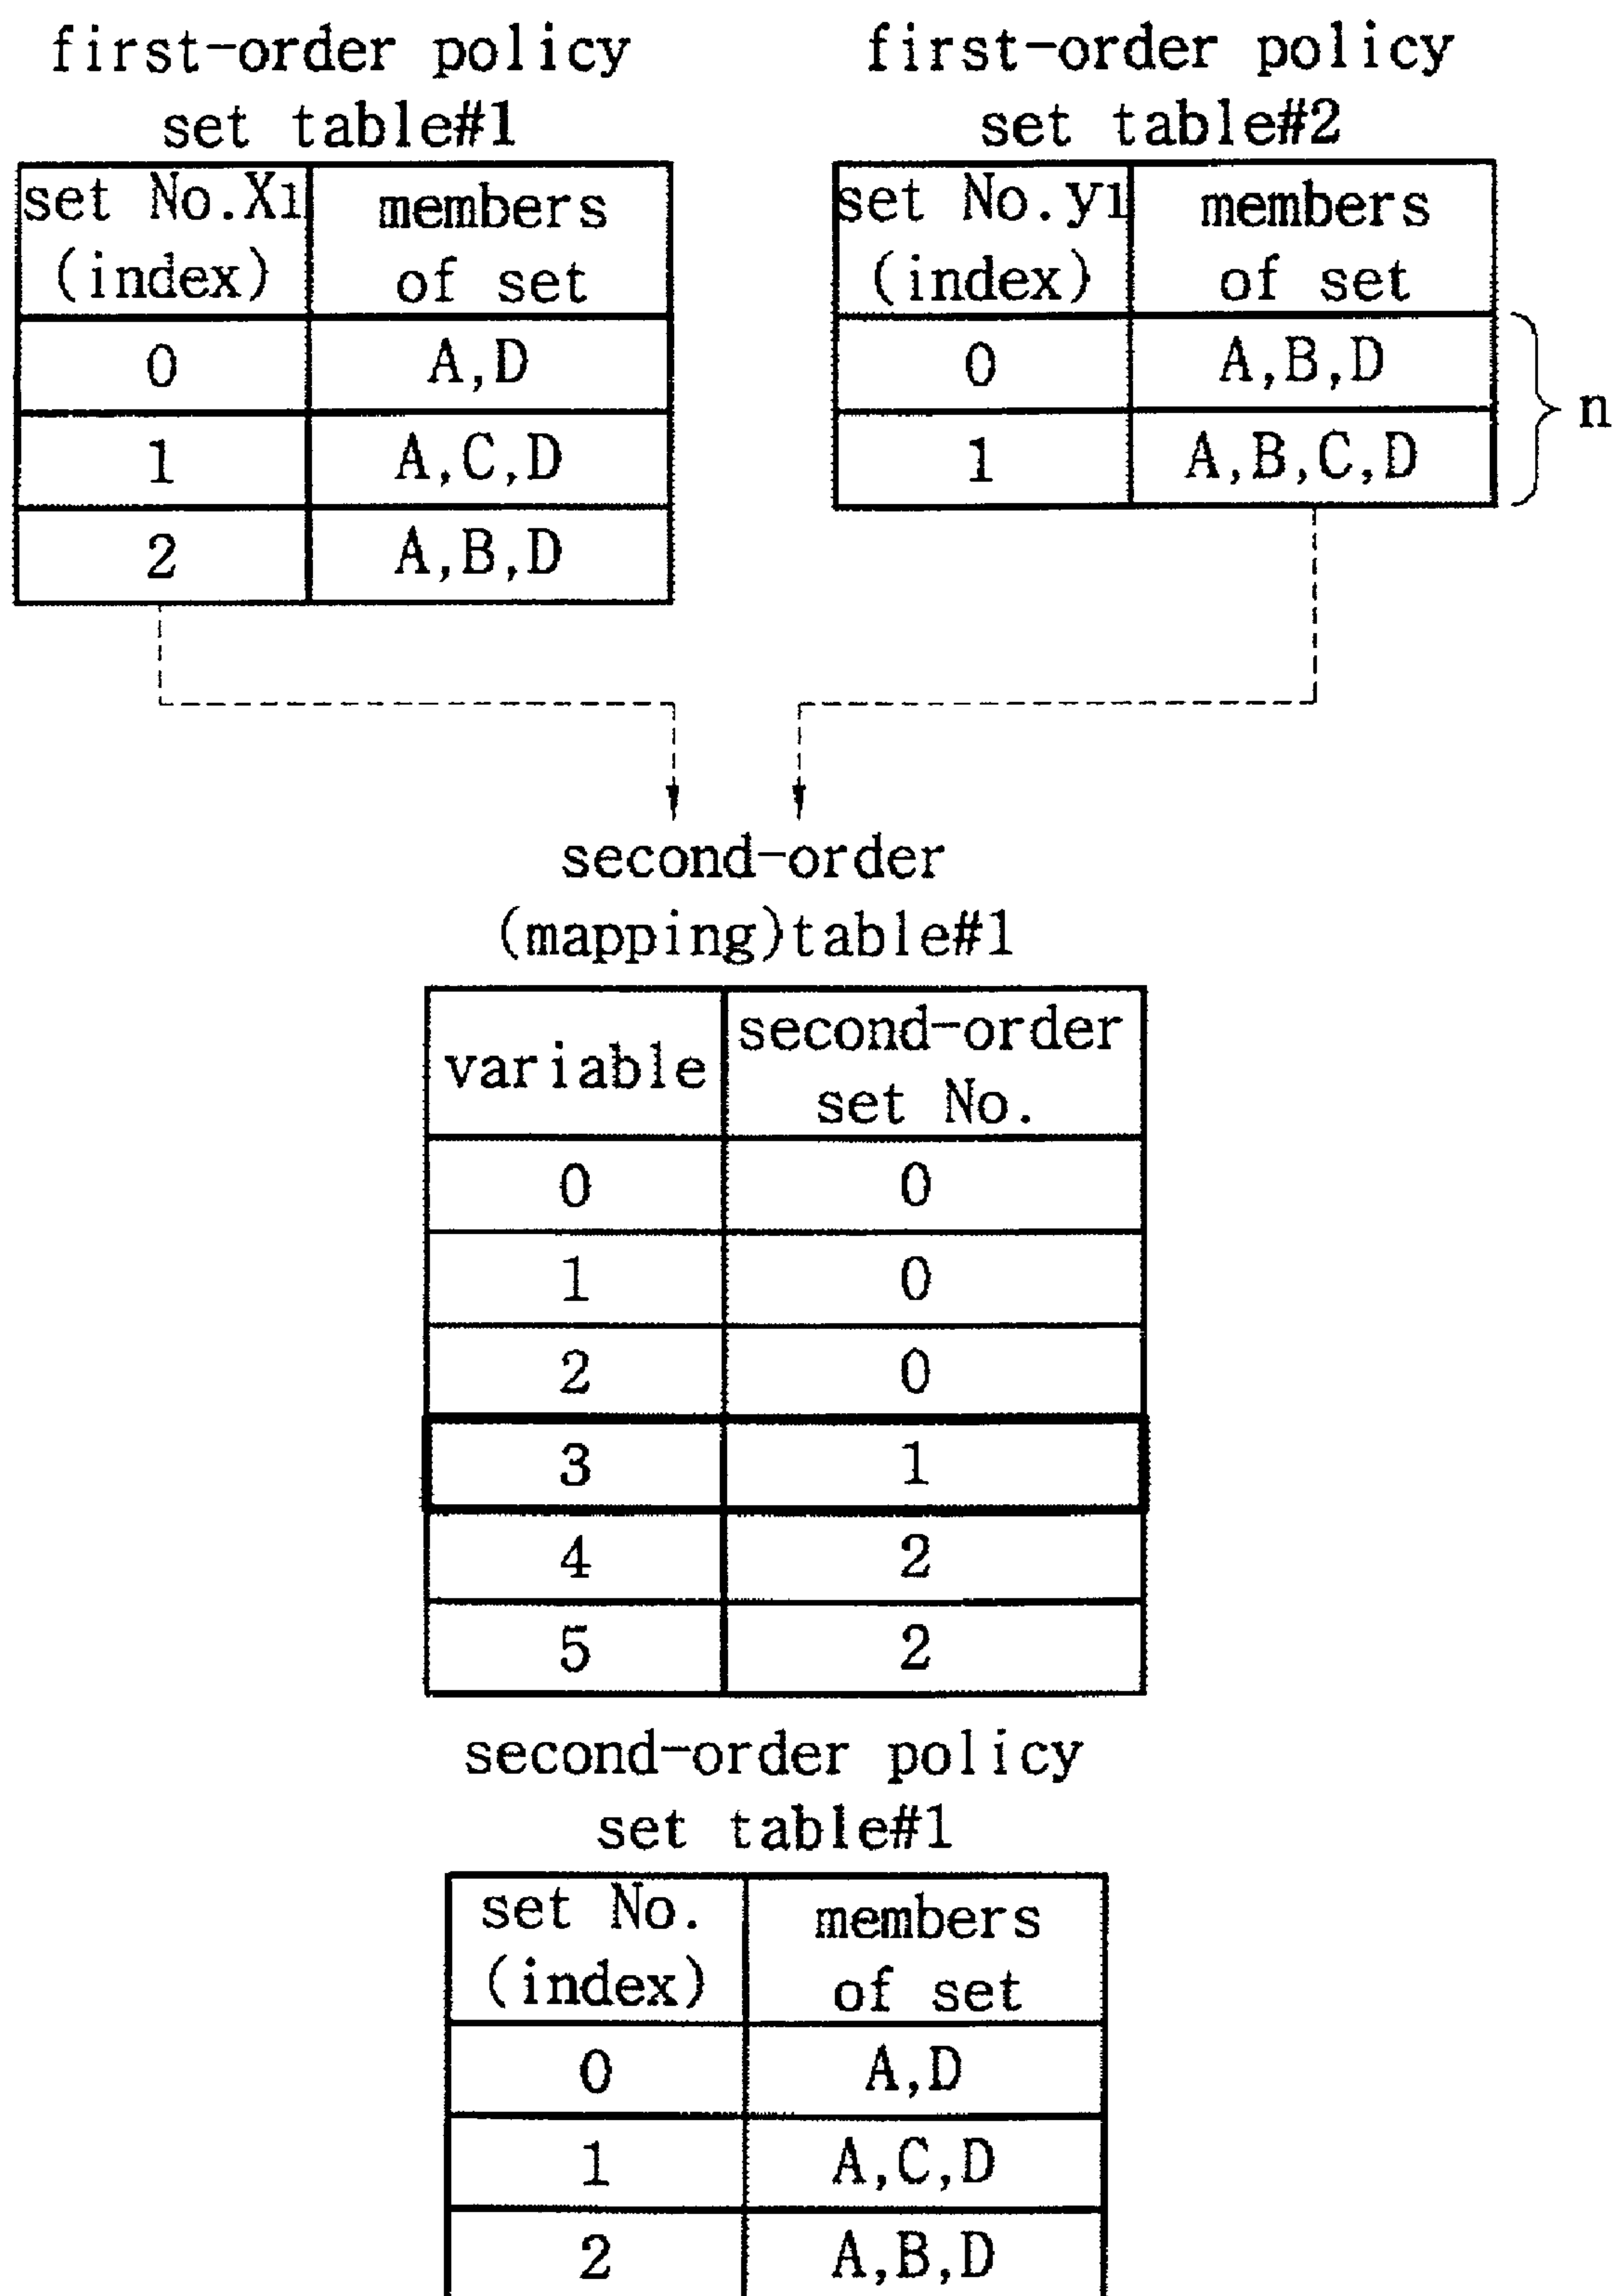 first-order policy
set table#1
set No.X1 members
(index) of set
0 A,D
1 A,C,D
2 A,B,D
first-order policy
set table#2
set No.y1 members
(index) of set
0 A,B,D
1 A,B,C,D
n
second-order
(mapping)table#1
variable second-order
set No.
0 0
1 0
2 0
3 1
4 2
5 2
second-order policy
set table#1
set No. members
(index) of set
0 A,D
1 A,C,D
2 A,B,D